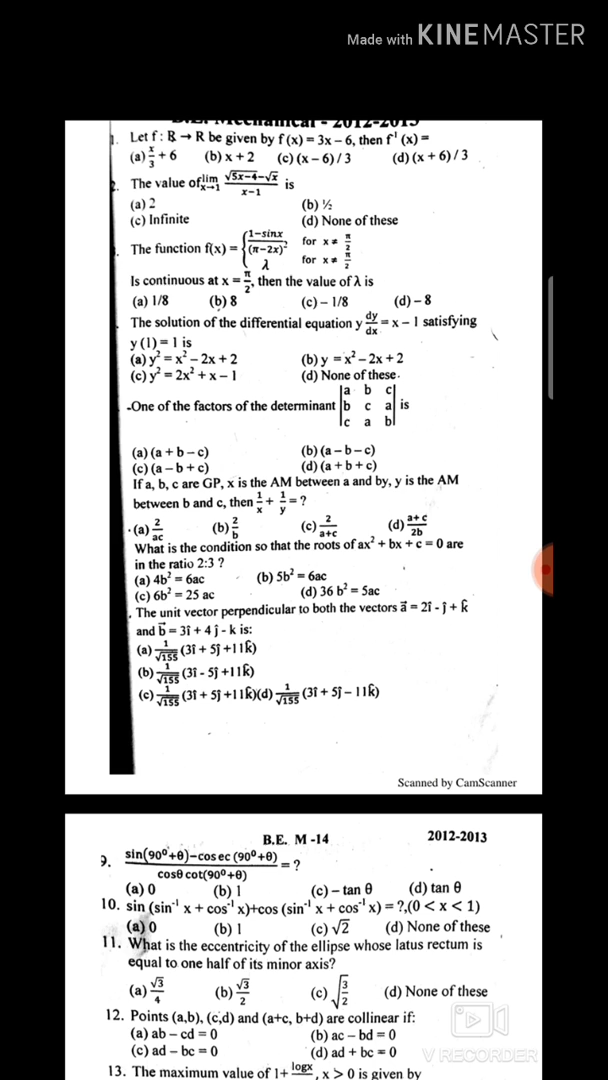 Made with KINEMASTER
B.E. Mechanical - 2012-2013
1. Let f : R → R be given by f (x) = 3x – 6, then f' (x) =
(a) x/3 + 6 (b) x + 2 (c) (x – 6) / 3 (d) (x + 6) / 3
2. The value of lim x→1 (√5x−4−√x)/(x−1) is
(a) 2 (b) ½
(c) Infinite (d) None of these
The function f(x) = { (1−sinx)/(π−2x)² for x ≠ π/2
λ for x ≠ π/2
Is continuous at x = π/2, then the value of λ is
(a) 1/8 (b) 8 (c) – 1/8 (d) – 8
The solution of the differential equation y dy/dx = x – 1 satisfying
y (1) = 1 is
(a) y² = x² – 2x + 2 (b) y = x² – 2x + 2
(c) y² = 2x² + x – 1 (d) None of these
One of the factors of the determinant |a b c| |b c a| |c a b| is
(a) (a + b – c) (b) (a – b – c)
(c) (a – b + c) (d) (a + b + c)
If a, b, c are GP, x is the AM between a and by, y is the AM
between b and c, then 1/x + 1/y = ?
(a) 2/ac (b) 2/b (c) 2/a+c (d) a+c/2b
What is the condition so that the roots of ax² + bx + c = 0 are
in the ratio 2:3 ?
(a) 4b² = 6ac (b) 5b² = 6ac
(c) 6b² = 25 ac (d) 36 b² = 5ac
The unit vector perpendicular to both the vectors a⃗ = 2î - ĵ + k̂
and b⃗ = 3î + 4 ĵ - k is:
(a) 1/√155 (3î + 5ĵ +11k̂)
(b) 1/√155 (3î - 5ĵ +11k̂)
(c) 1/√155 (3î + 5ĵ +11k̂)(d) 1/√155 (3î + 5ĵ – 11k̂)
Scanned by CamScanner
B.E. M -14 2012-2013
9. sin(90⁰+θ)−cosec (90⁰+θ)/cosθ cot(90⁰+θ) = ?
(a) 0 (b) 1 (c) – tan θ (d) tan θ
10. sin (sin⁻¹ x + cos⁻¹ x)+cos (sin⁻¹ x + cos⁻¹ x) = ?,(0 < x < 1)
(a) 0 (b) 1 (c) √2 (d) None of these
11. What is the eccentricity of the ellipse whose latus rectum is
equal to one half of its minor axis?
(a) √3/4 (b) √3/2 (c) √(3/2) (d) None of these
12. Points (a,b), (c,d) and (a+c, b+d) are collinear if:
(a) ab – cd = 0 (b) ac – bd = 0
(c) ad – bc = 0 (d) ad + bc = 0
13. The maximum value of 1+ logx/x, x > 0 is given by
V RECORDER